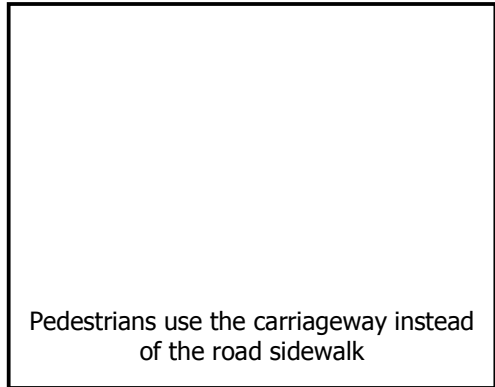 Pedestrians use the carriageway instead
of the road sidewalk